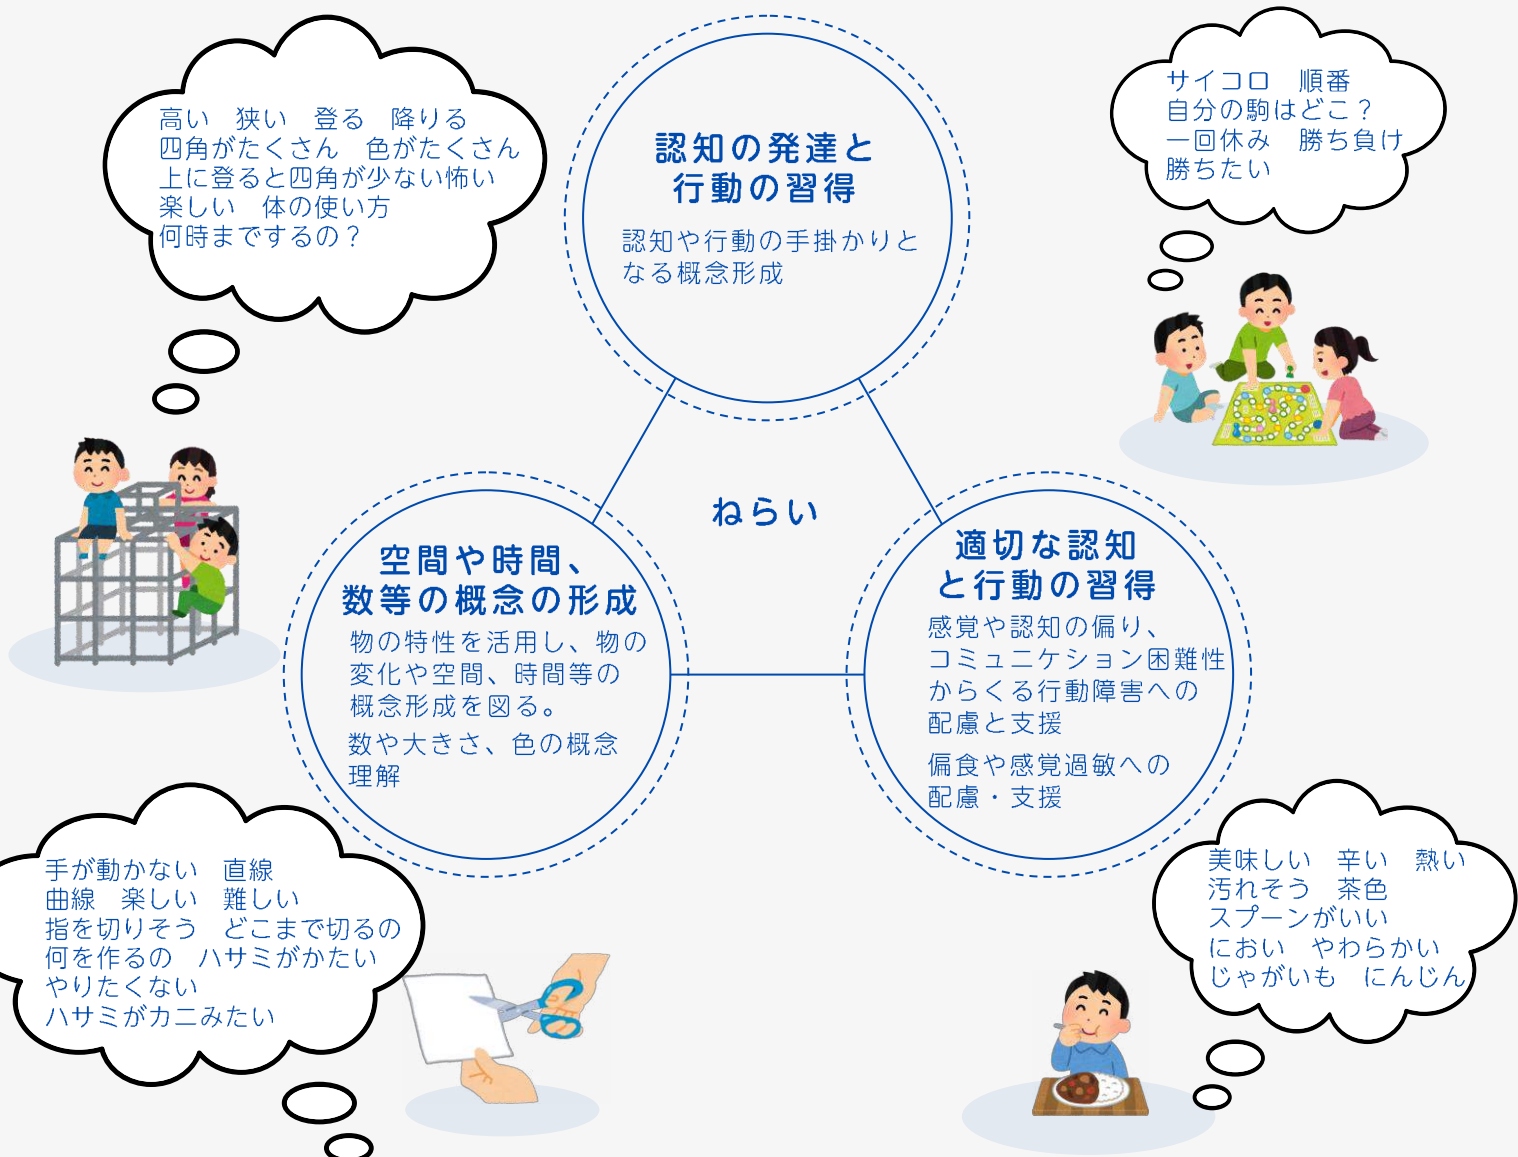 高い　狭い　登る　降りる
四角がたくさん　色がたくさん
上に登ると四角が少ない怖い
楽しい　体の使い方
何時までするの？
認知の発達と
行動の習得
認知や行動の手掛かりと
なる概念形成
サイコロ　順番
自分の駒はどこ？
一回休み　勝ち負け
勝ちたい
ねらい
空間や時間、
数等の概念の形成
物の特性を活用し、物の
変化や空間、時間等の
概念形成を図る。
数や大きさ、色の概念
理解
適切な認知
と行動の習得
感覚や認知の偏り、
コミュニケション困難性
からくる行動障害への
配慮と支援
偏食や感覚過敏への
配慮・支援
手が動かない　直線
曲線　楽しい　難しい
指を切りそう　どこまで切るの
何を作るの　ハサミがかたい
やりたくない
ハサミがカニみたい
美味しい　辛い　熱い
汚れそう　茶色
スプーンがいい
におい　やわらかい
じゃがいも　にんじん